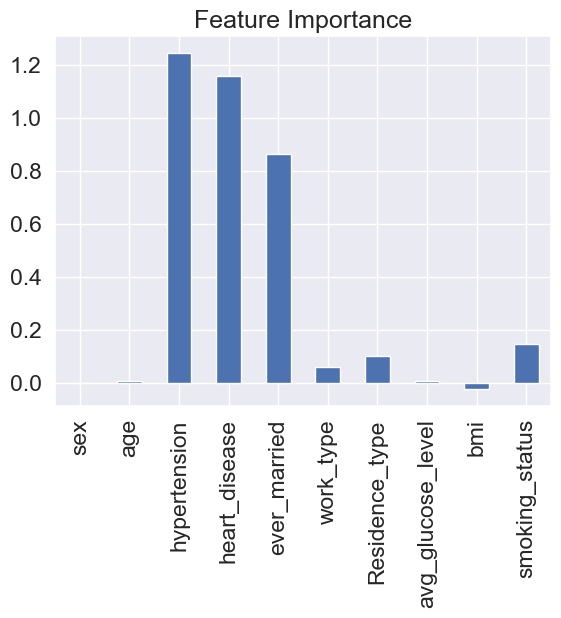 Feature Importance
1.2
1.0
0.8
0.6
0.4
0.2
0.0
sex
age
hypertension
heart_disease
ever_married
work_type
Residence_type
avg_glucose_level
bmi
smoking_status